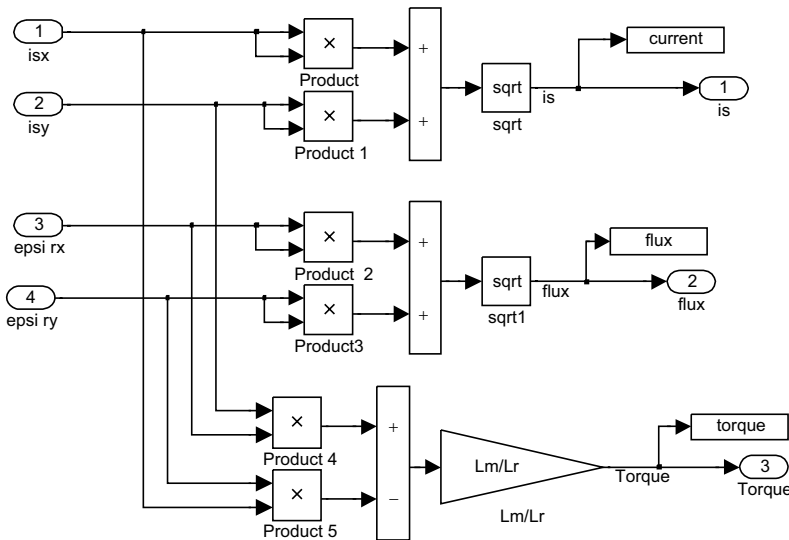 1
isx
×
Product
+
+
sqrt
sqrt
is
current
1
is
2
isy
×
Product 1
3
epsi rx
×
Product 2
+
+
sqrt
sqrt1
flux
flux
2
flux
4
epsi ry
×
Product3
×
Product 4
+
−
Lm/Lr
Lm/Lr
Torque
torque
3
Torque
×
Product 5